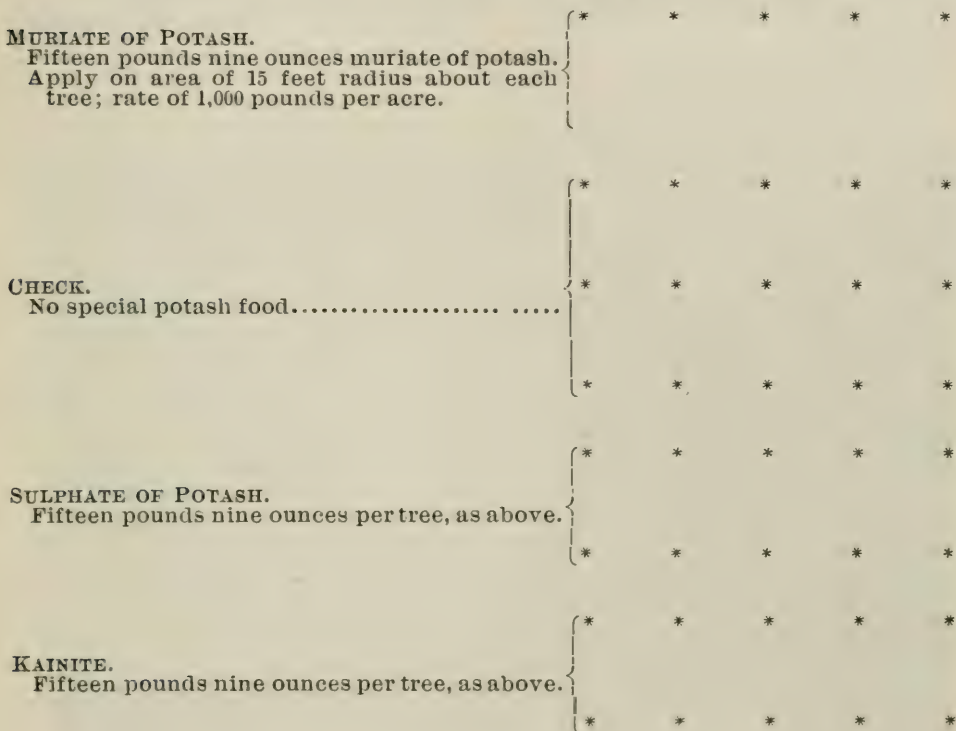 * * * * *
MURIATE OF POTASH.
Fifteen pounds nine ounces muriate of potash.
Apply on area of 15 feet radius about each
tree; rate of 1,000 pounds per acre.
* * * * *
CHECK.
No special potash food.......................... * * * * *
* * * * *
* * * * *
SULPHATE OF POTASH.
Fifteen pounds nine ounces per tree, as above.
* * * * *
* * * * *
KAINITE.
Fifteen pounds nine ounces per tree, as above.
* * * * *